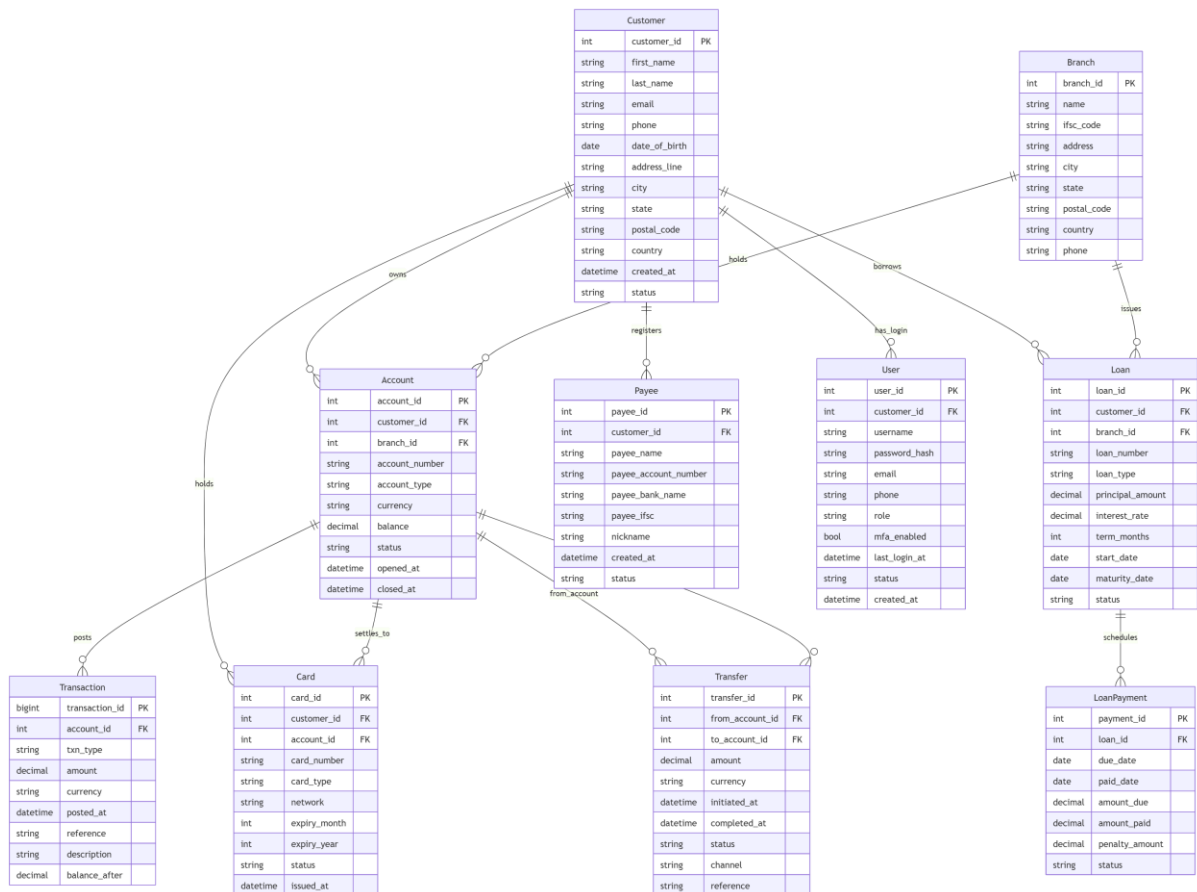 Customer
int customer_id PK
string first_name
string last_name
string email
string phone
date date_of_birth
string address_line
string city
string state
string postal_code
string country
datetime created_at
string status
Branch
int branch_id PK
string name
string ifsc_code
string address
string city
string state
string postal_code
string country
string phone
owns
holds
borrows
registers
has_login
issues
holds
Account
int account_id PK
int customer_id FK
int branch_id FK
string account_number
string account_type
string currency
decimal balance
string status
datetime opened_at
datetime closed_at
Payee
int payee_id PK
int customer_id FK
string payee_name
string payee_account_number
string payee_bank_name
string payee_ifsc
string nickname
datetime created_at
string status
User
int user_id PK
int customer_id FK
string username
string password_hash
string email
string phone
string role
bool mfa_enabled
datetime last_login_at
string status
datetime created_at
Loan
int loan_id PK
int customer_id FK
int branch_id FK
string loan_number
string loan_type
decimal principal_amount
decimal interest_rate
int term_months
date start_date
date maturity_date
string status
posts
settles_to
from_account
schedules
Transaction
bigint transaction_id PK
int account_id FK
string txn_type
decimal amount
string currency
datetime posted_at
string reference
string description
decimal balance_after
Card
int card_id PK
int customer_id FK
int account_id FK
string card_number
string card_type
string network
int expiry_month
int expiry_year
string status
datetime issued_at
Transfer
int transfer_id PK
int from_account_id FK
int to_account_id FK
decimal amount
string currency
datetime initiated_at
datetime completed_at
string status
string channel
string reference
LoanPayment
int payment_id PK
int loan_id FK
date due_date
date paid_date
decimal amount_due
decimal amount_paid
decimal penalty_amount
string status